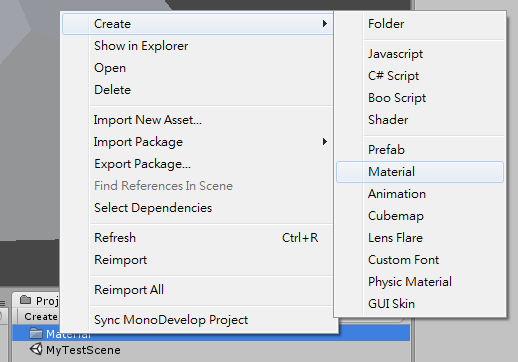 Create
Show in Explorer
Open
Delete
Import New Asset...
Import Package
Export Package...
Find References In Scene
Select Dependencies
Refresh Ctrl+R
Reimport
Reimport All
Sync MonoDevelop Project
Folder
Javascript
C# Script
Boo Script
Shader
Prefab
Material
Animation
Cubemap
Lens Flare
Custom Font
Physic Material
GUI Skin
Proj
Create
Material
MyTestScene